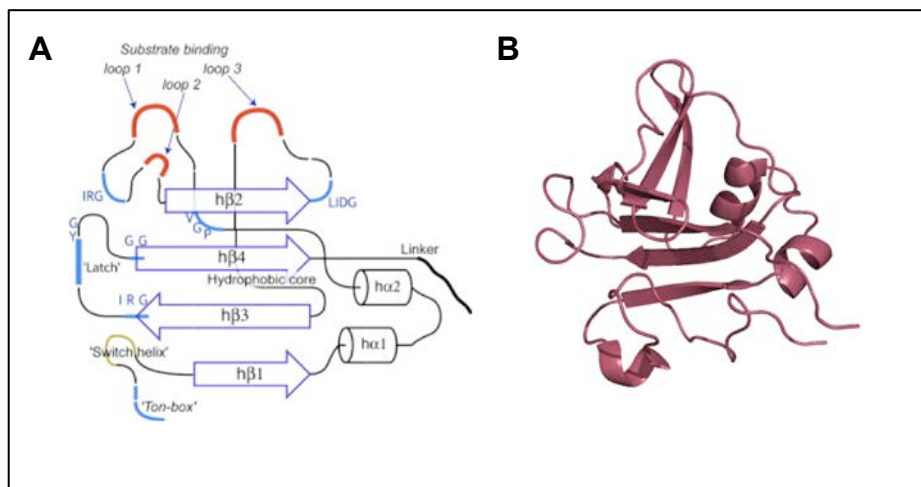 A
B
Substrate binding
loop 1
loop 3
loop 2
IRG
hβ2
LIDG
V
G
P
G
Y
G G
hβ4
Linker
'Latch'
Hydrophobic core
hα2
I R G
hβ3
'Switch helix'
hα1
hβ1
'Ton-box'